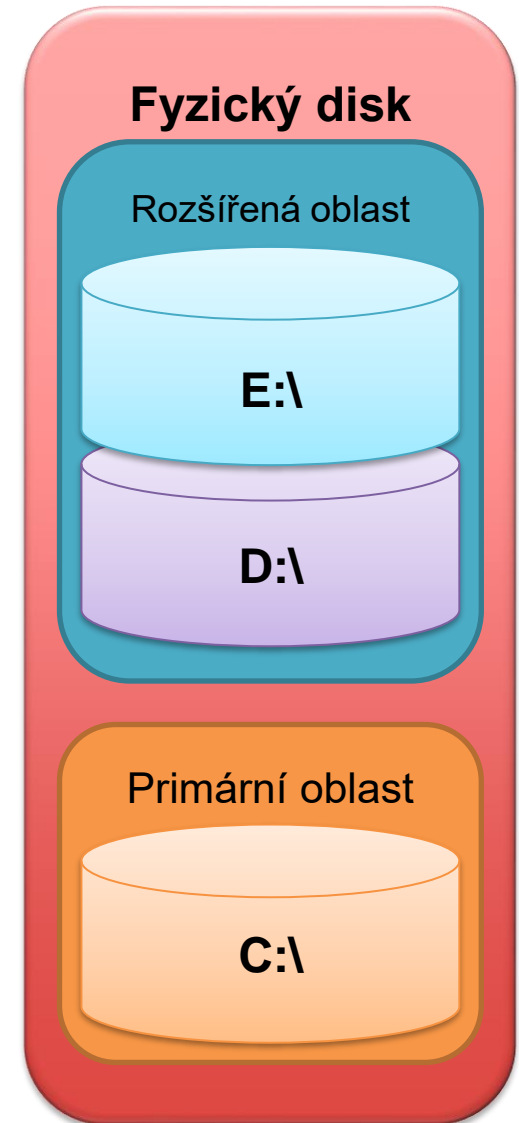 Fyzický disk
Rozšířená oblast
E:\
D:\
Primární oblast
C:\